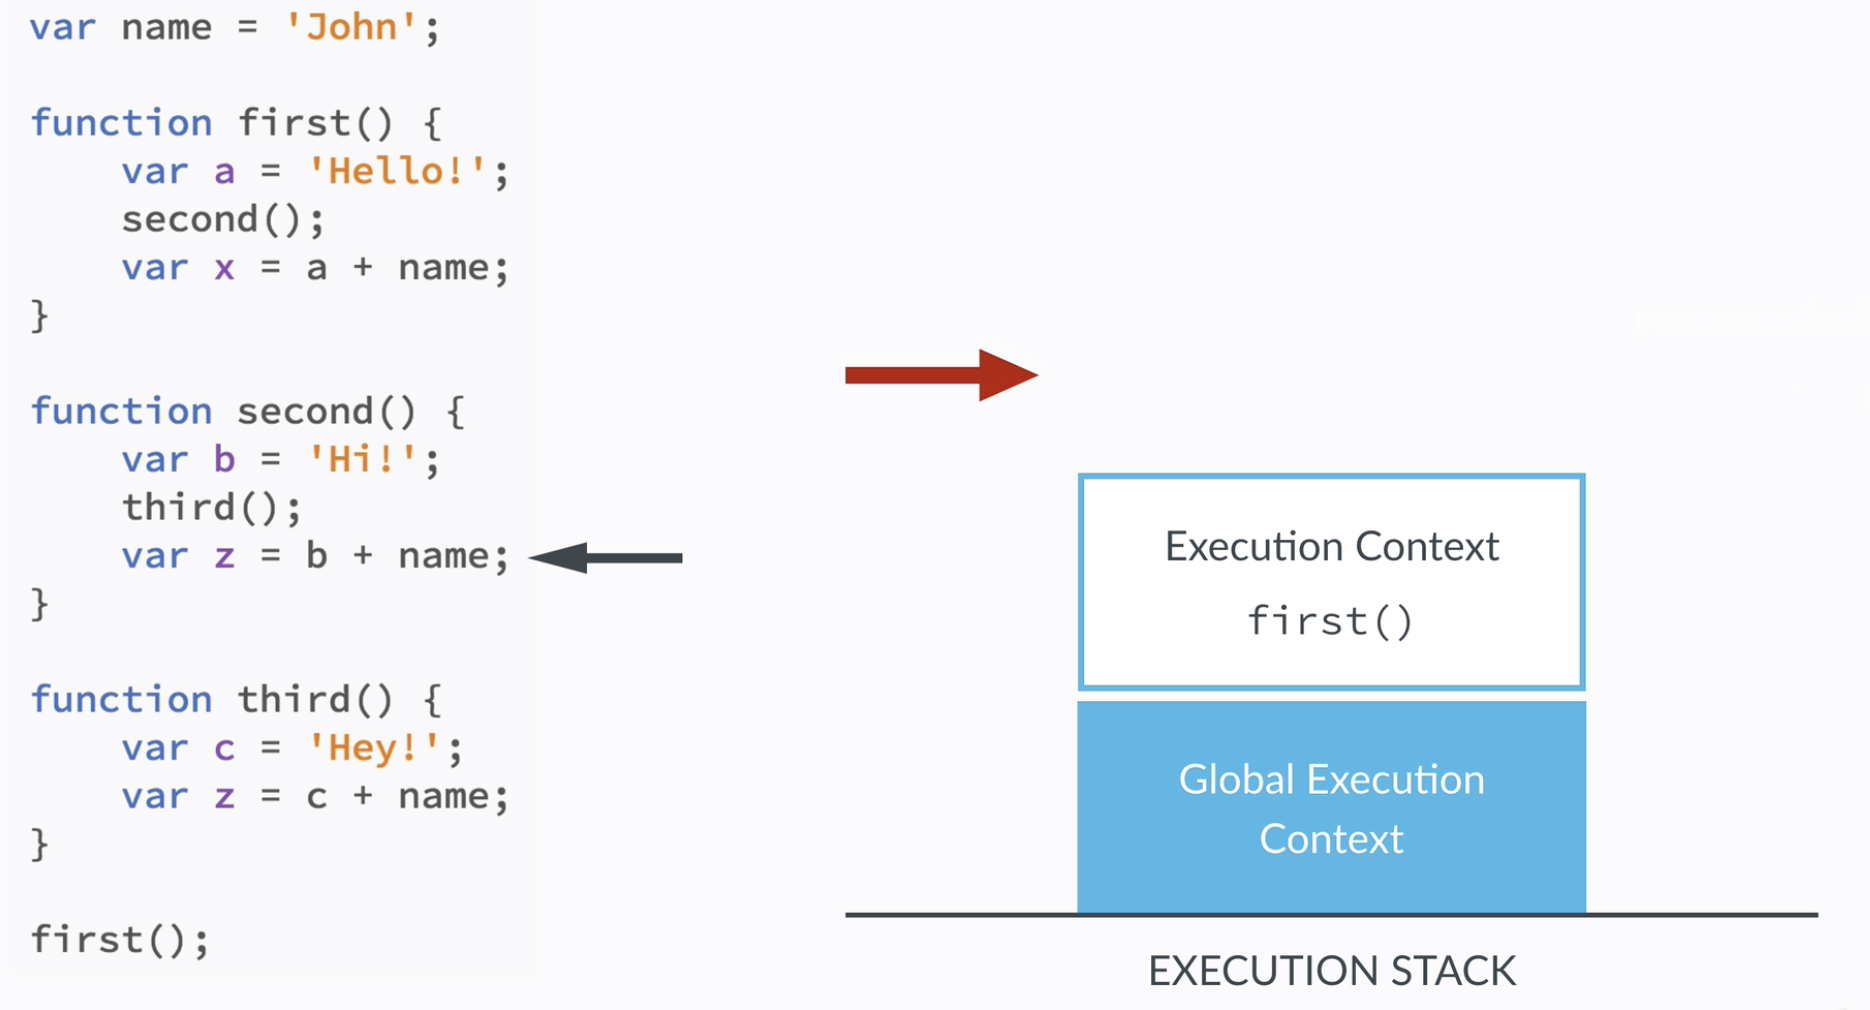 var name = 'John';
function first() {
    var a = 'Hello!';
    second();
    var x = a + name;
}
function second() {
    var b = 'Hi!';
    third();
    var z = b + name;
}
function third() {
    var c = 'Hey!';
    var z = c + name;
}
first();
Execution Context
first()
Global Execution
Context
EXECUTION STACK